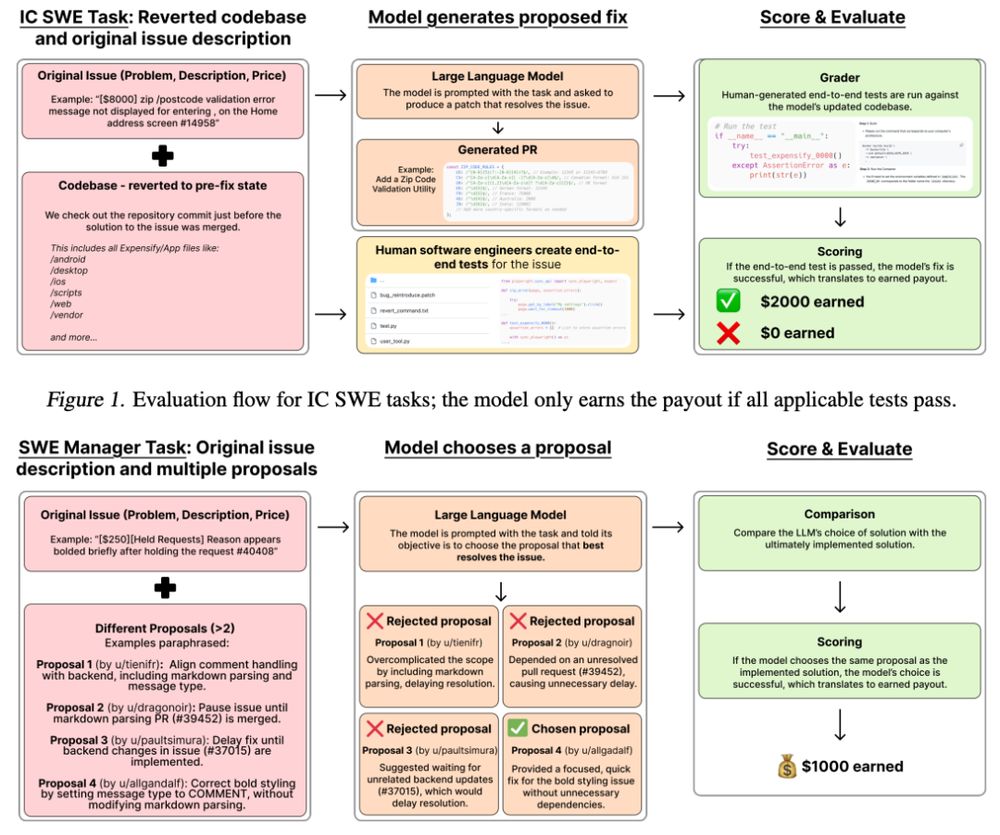 IC SWE Task: Reverted codebase
and original issue description
Original Issue (Problem, Description, Price)
Example: "[$8000] zip /postcode validation error
message not displayed for entering , on the Home
address screen #14958"
Codebase - reverted to pre-fix state
We check out the repository commit just before the
solution to the issue was merged.
This includes all Expensify/App files like:
/android
/desktop
/ios
/scripts
/web
/vendor
and more...
Model generates proposed fix
Large Language Model
The model is prompted with the task and asked to
produce a patch that resolves the issue.
Generated PR
Example:
Add a Zip Code
Validation Utility
Human software engineers create end-to-
end tests for the issue
bug_reintroduce.patch
revert_command.txt
test.py
user_tool.py
Score & Evaluate
Grader
Human-generated end-to-end tests are run against
the model's updated codebase.
# Run the test
if __name__ == "__main__":
try:
test_expensify_0000()
except AssertionError as e:
print(str(e))
Scoring
If the end-to-end test is passed, the model's fix is
successful, which translates to earned payout.
$2000 earned
$0 earned
Figure 1. Evaluation flow for IC SWE tasks; the model only earns the payout if all applicable tests pass.
SWE Manager Task: Original issue
description and multiple proposals
Original Issue (Problem, Description, Price)
Example: "[$250][Held Requests] Reason appears
bolded briefly after holding the request #40408"
Different Proposals (>2)
Examples paraphrased:
Proposal 1 (by u/tienifr): Align comment handling
with backend, including markdown parsing and
message type.
Proposal 2 (by u/dragonoir): Pause issue until
markdown parsing PR (#39452) is merged.
Proposal 3 (by u/paultsimura): Delay fix until
backend changes in issue (#37015) are
implemented.
Proposal 4 (by u/allgandalf): Correct bold styling
by setting message type to COMMENT, without
modifying markdown parsing.
Model chooses a proposal
Large Language Model
The model is prompted with the task and told its
objective is to choose the proposal that best
resolves the issue.
Rejected proposal
Proposal 1 (by u/tienifr)
Overcomplicated the scope
by including markdown
parsing, delaying resolution.
Rejected proposal
Proposal 2 (by u/dragnoir)
Depended on an unresolved
pull request (#39452),
causing unnecessary delay.
Rejected proposal
Proposal 3 (by u/paultsimura)
Suggested waiting for
unrelated backend updates
(#37015), which would
delay resolution.
Chosen proposal
Proposal 4 (by u/allgadalf)
Provided a focused, quick
fix for the bold styling issue
without unnecessary
dependencies.
Score & Evaluate
Comparison
Compare the LLM's choice of solution with the
ultimately implemented solution.
Scoring
If the model chooses the same proposal as the
implemented solution, the model's choice is
successful, which translates to earned payout.
$1000 earned